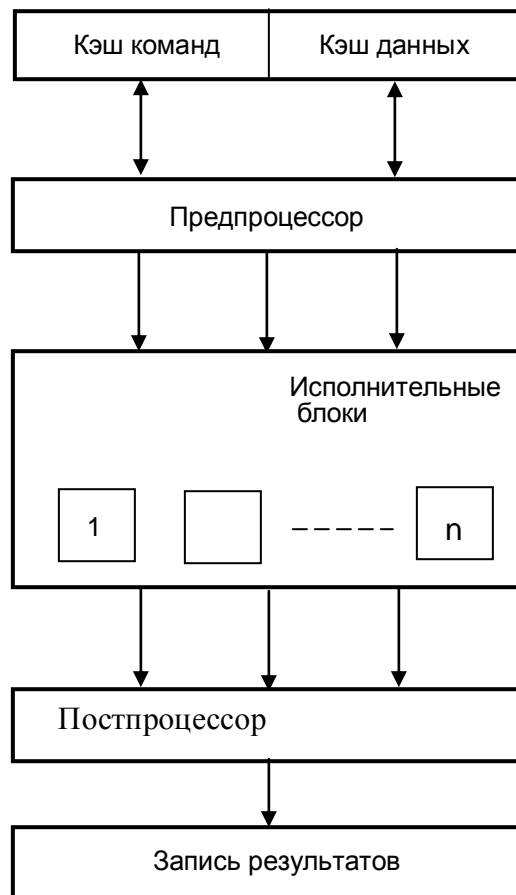 Кэш команд Кэш данных
Предпроцессор
Исполнительные
блоки
1 n
Постпроцессор
Запись результатов